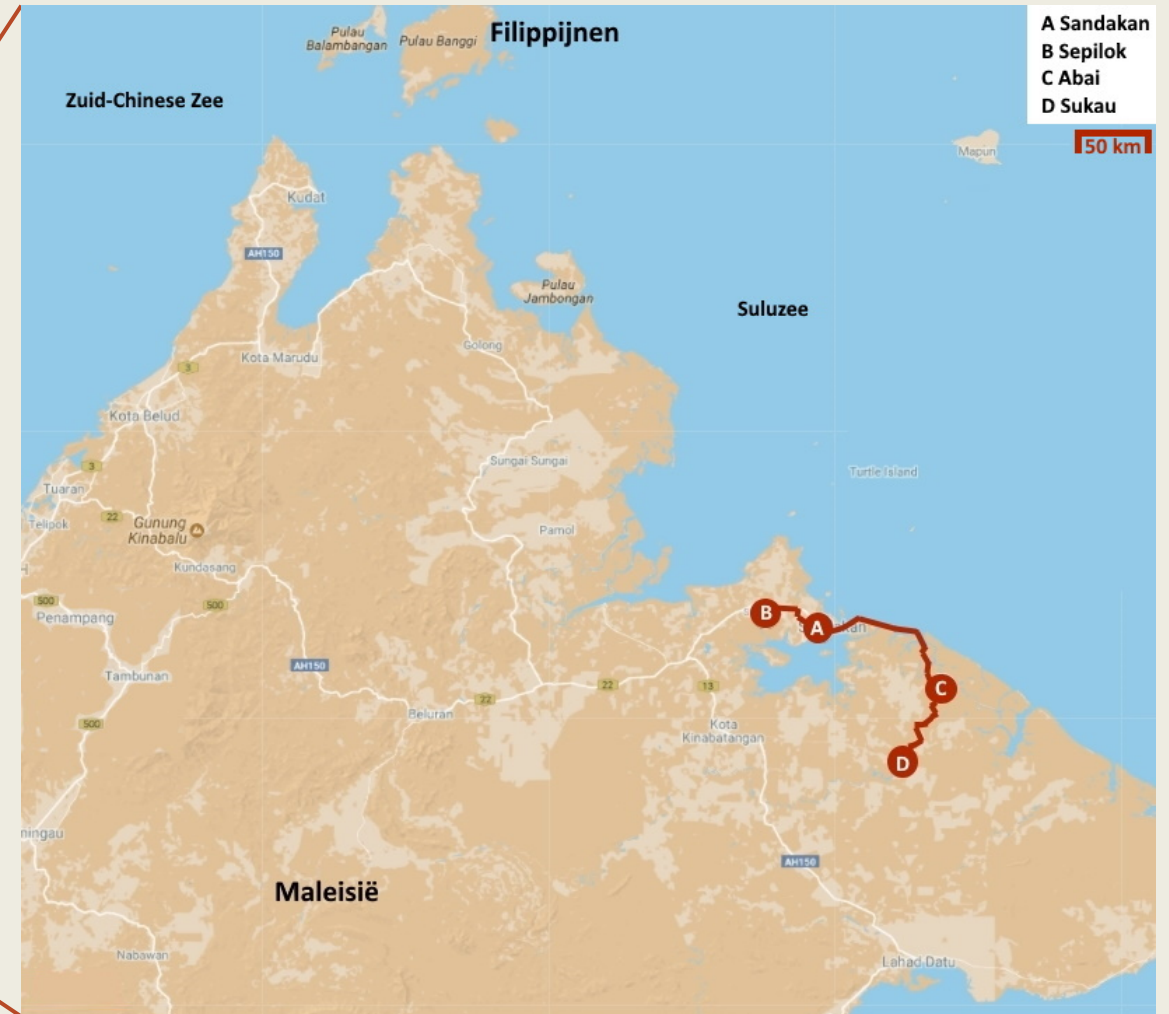 Filippijnen
A Sandakan
B Sepilok
C Abai
D Sukau
50 km
Pulau
Balambangan
Pulau Banggi
Zuid-Chinese Zee
Mapun
Kudat
AH150
Pulau
Jambongan
Suluzee
Golong
Kota Marudu
3
Kota Belud
Sungai Sungai
3
Turtle Island
Tuaran
22
Telipok
Gunung
Kinabalu
Pamol
Kundasang
500
500
Penampang
B
A
kan
AH150
Tambunan
22
22
13
C
Beluran
500
Kota
Kinabatangan
D
ningau
AH150
Maleisië
Nabawan
Lahad Datu